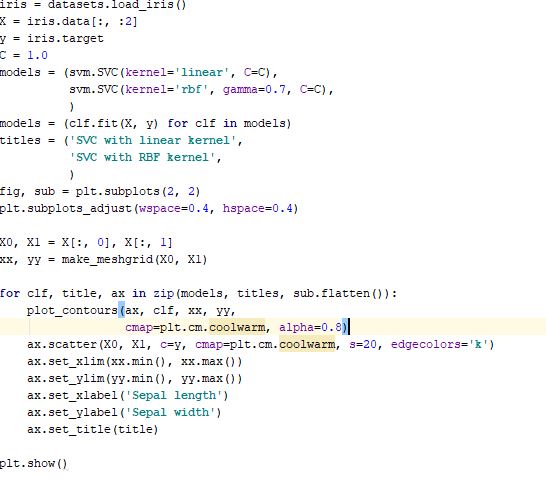 iris = datasets.load_iris()
X = iris.data[:, :2]
y = iris.target
C = 1.0
models = (svm.SVC(kernel='linear', C=C),
          svm.SVC(kernel='rbf', gamma=0.7, C=C),
          )
models = (clf.fit(X, y) for clf in models)
titles = ('SVC with linear kernel',
          'SVC with RBF kernel',
          )
fig, sub = plt.subplots(2, 2)
plt.subplots_adjust(wspace=0.4, hspace=0.4)

X0, X1 = X[:, 0], X[:, 1]
xx, yy = make_meshgrid(X0, X1)

for clf, title, ax in zip(models, titles, sub.flatten()):
    plot_contours(ax, clf, xx, yy,
                  cmap=plt.cm.coolwarm, alpha=0.8)
    ax.scatter(X0, X1, c=y, cmap=plt.cm.coolwarm, s=20, edgecolors='k')
    ax.set_xlim(xx.min(), xx.max())
    ax.set_ylim(yy.min(), yy.max())
    ax.set_xlabel('Sepal length')
    ax.set_ylabel('Sepal width')
    ax.set_title(title)

plt.show()